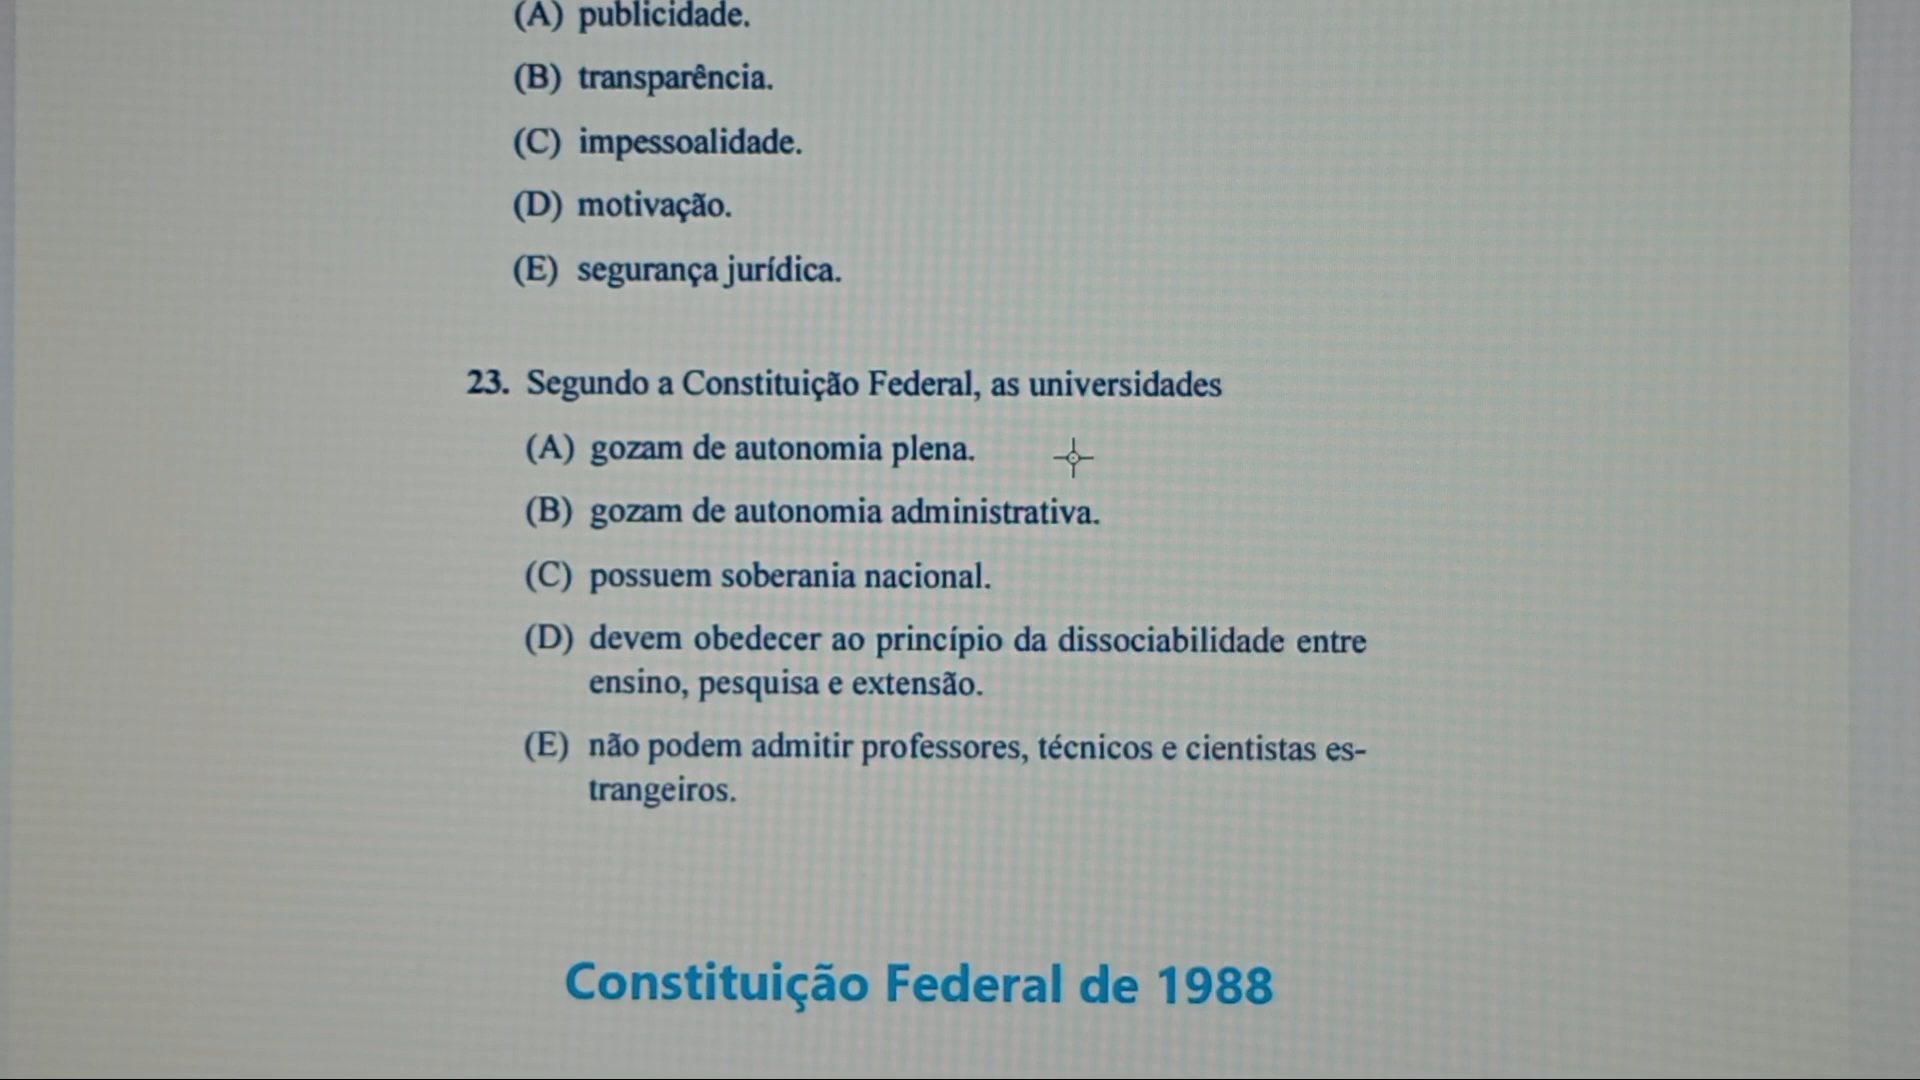 (A) publicidade.
(B) transparência.
(C) impessoalidade.
(D) motivação.
(E) segurança jurídica.
23. Segundo a Constituição Federal, as universidades
(A) gozam de autonomia plena.
(B) gozam de autonomia administrativa.
(C) possuem soberania nacional.
(D) devem obedecer ao princípio da dissociabilidade entre
ensino, pesquisa e extensão.
(E) não podem admitir professores, técnicos e cientistas es-
trangeiros.
Constituição Federal de 1988